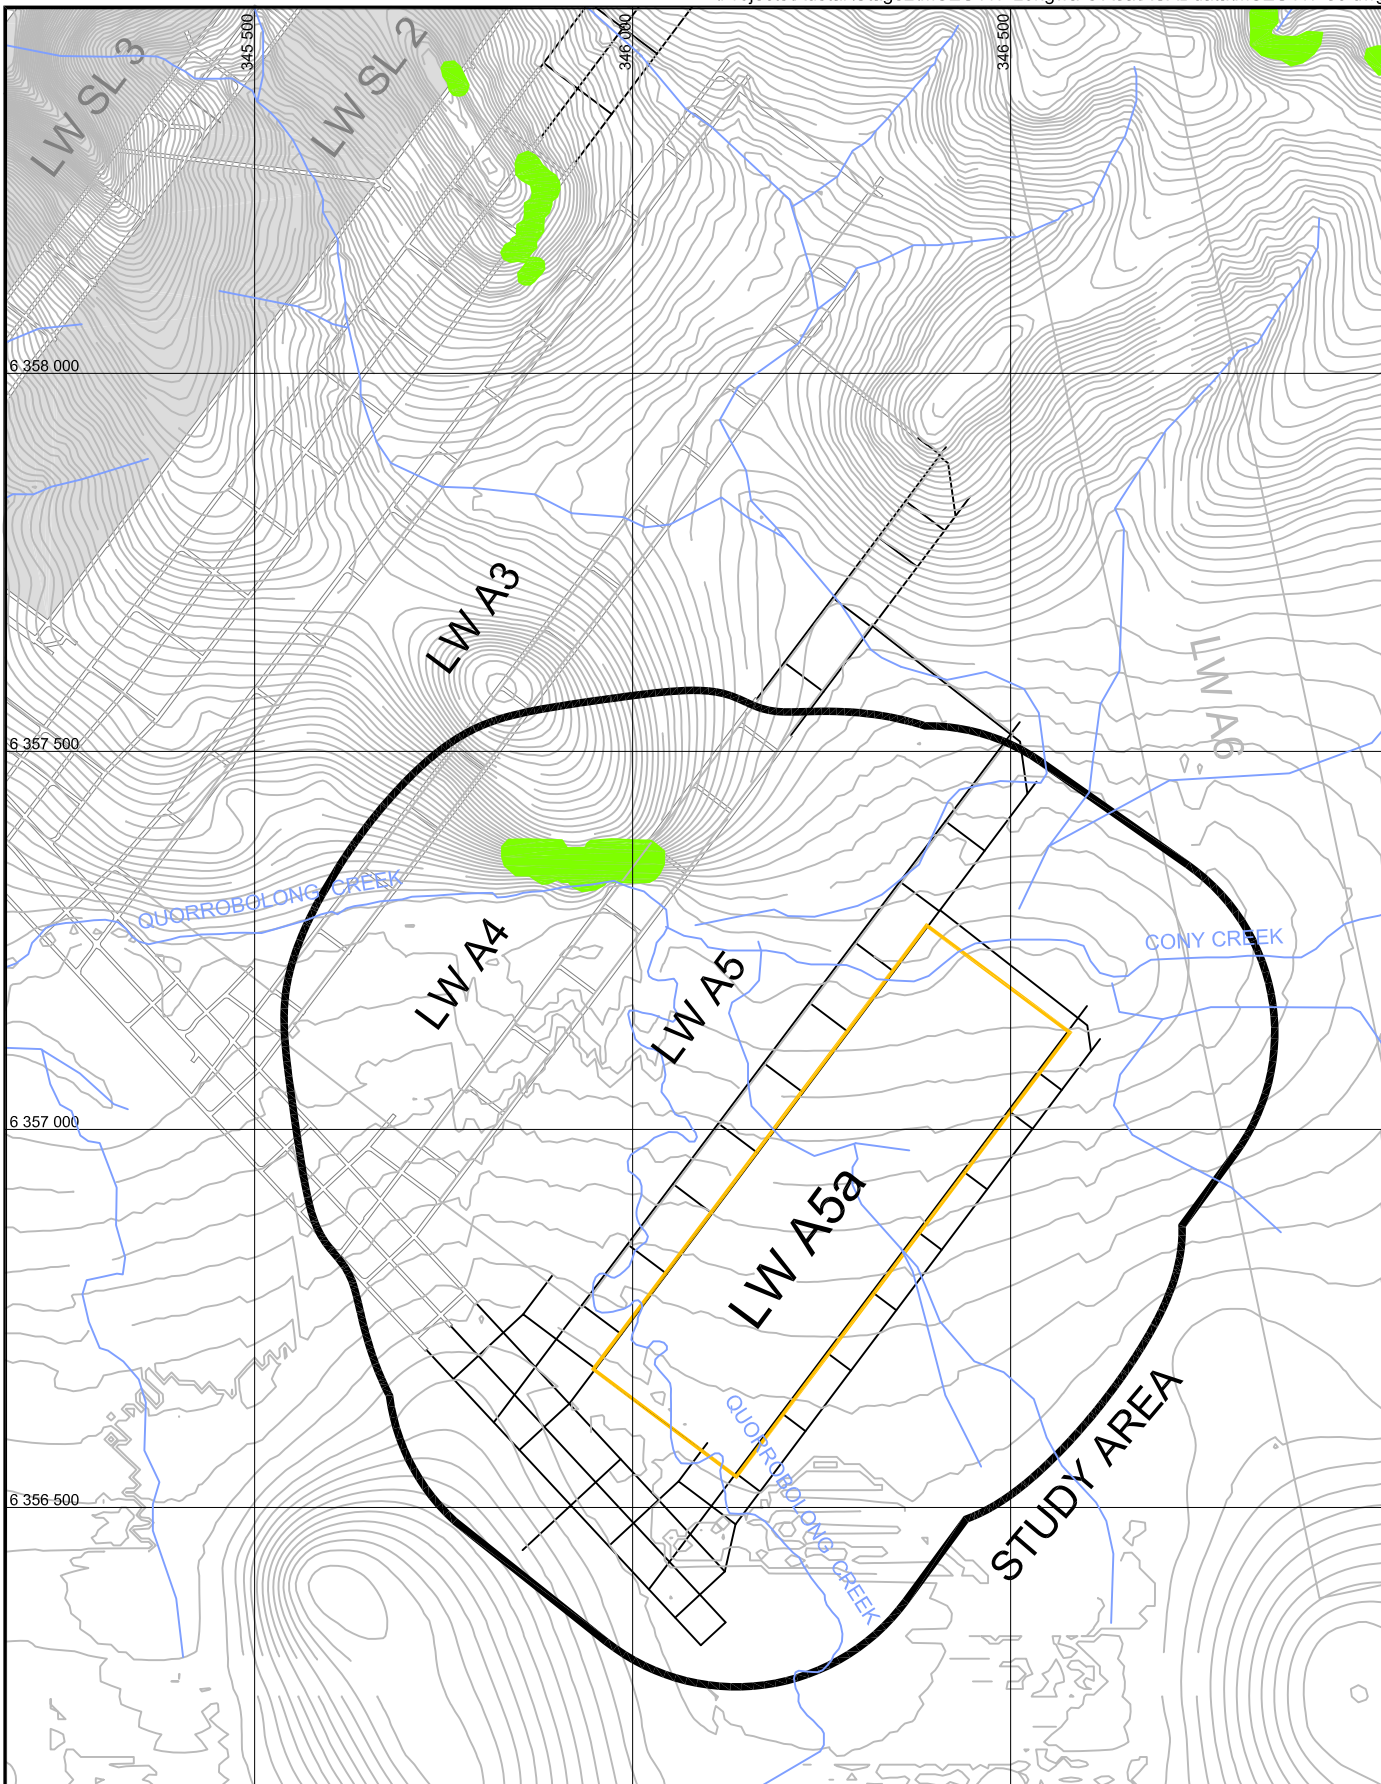 345 500
346 000
346 500
LW SL 3
LW SL 2
6 358 000
LW A3
LW A6
6 357 500
QUORROBOLONG CREEK
LW A4
CONY CREEK
LW A5
6 357 000
LW A5a
QUORROBOLONG CREEK
STUDY AREA
6 356 500